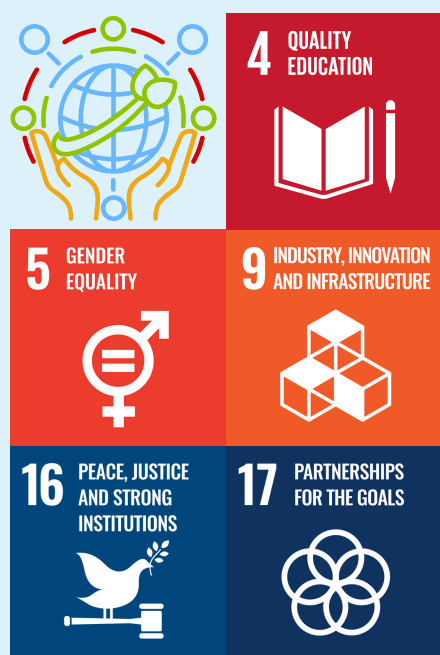 4
QUALITY
EDUCATION
5
GENDER
EQUALITY
9
INDUSTRY, INNOVATION
AND INFRASTRUCTURE
16
PEACE, JUSTICE
AND STRONG
INSTITUTIONS
17
PARTNERSHIPS
FOR THE GOALS